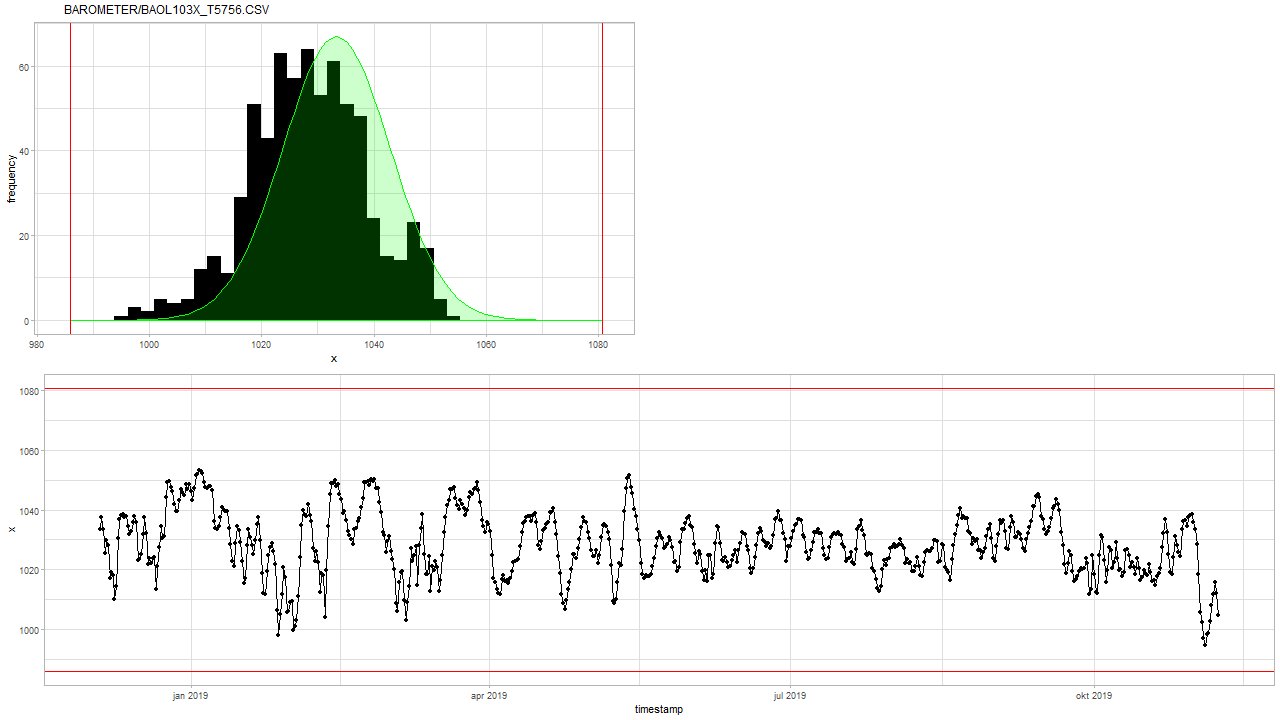 BAROMETER/BAOL103X_T5756.CSV
frequency
60
40
20
0
980 1000 1020 1040 1060 1080
x
x
1080
1060
1040
1020
1000
jan 2019 apr 2019 jul 2019 okt 2019
timestamp